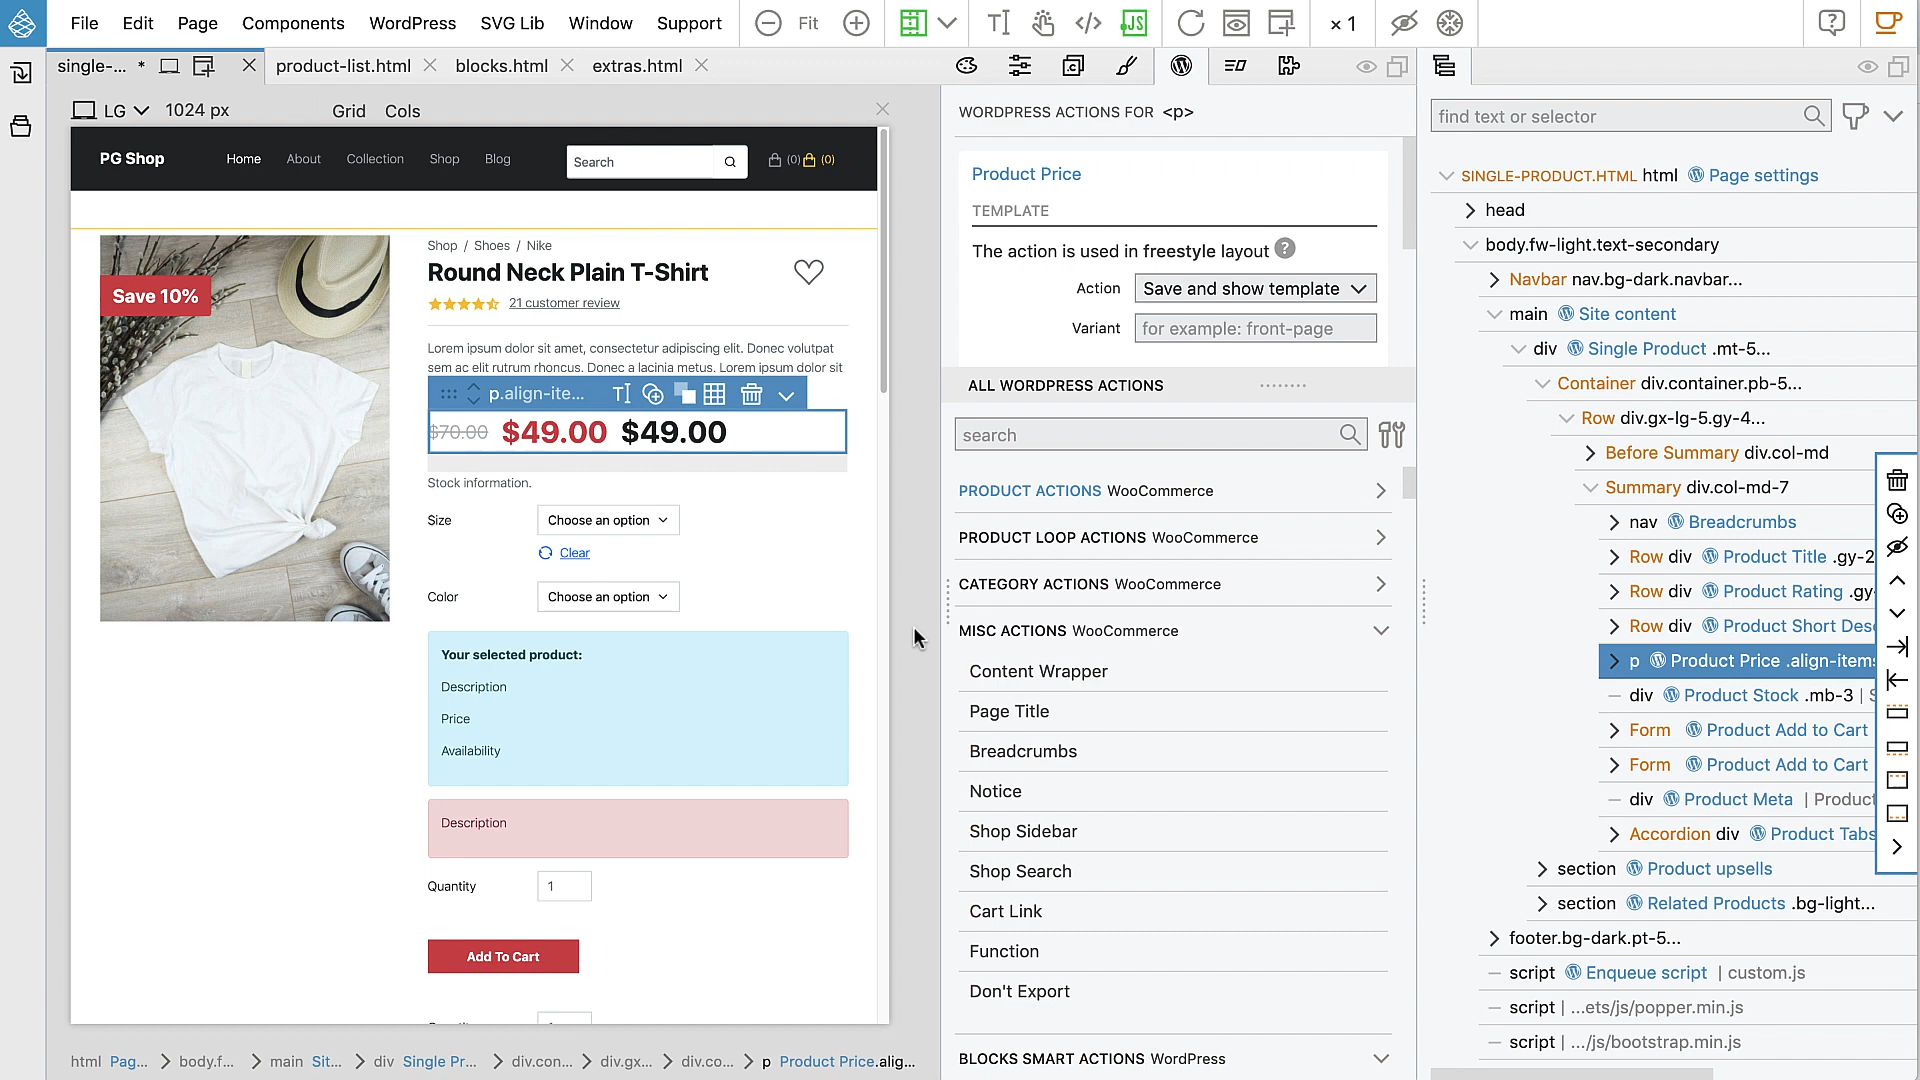 File Edit Page Components WordPress SVG Lib Window Support Fit JS × 1
single-... * product-list.html blocks.html extras.html
LG 1024 px Grid Cols
PG Shop Home About Collection Shop Blog Search (0) (0)
Save 10%
Shop / Shoes / Nike
Round Neck Plain T-Shirt
21 customer review
Lorem ipsum dolor sit amet, consectetur adipiscing elit. Donec volutpat
sem ac elit rutrum rhoncus. Donec a lacinia metus. Lorem ipsum dolor sit
p.align-ite...
$70.00 $49.00 $49.00
Stock information.
Size Choose an option
Clear
Color Choose an option
Your selected product:
Description
Price
Availability
Description
Quantity 1
Add To Cart
html Pag... body.f... main Sit... div Single Pr... div.con... div.gx... div.co... p Product Price.alig...
WORDPRESS ACTIONS FOR <p>
Product Price
TEMPLATE
The action is used in freestyle layout ?
Action Save and show template
Variant for example: front-page
ALL WORDPRESS ACTIONS
search
PRODUCT ACTIONS WooCommerce
PRODUCT LOOP ACTIONS WooCommerce
CATEGORY ACTIONS WooCommerce
MISC ACTIONS WooCommerce
Content Wrapper
Page Title
Breadcrumbs
Notice
Shop Sidebar
Shop Search
Cart Link
Function
Don't Export
BLOCKS SMART ACTIONS WordPress
find text or selector
SINGLE-PRODUCT.HTML html Page settings
head
body.fw-light.text-secondary
Navbar nav.bg-dark.navbar...
main Site content
div Single Product .mt-5...
Container div.container.pb-5...
Row div.gx-lg-5.gy-4...
Before Summary div.col-md
Summary div.col-md-7
nav Breadcrumbs
Row div Product Title .gy-2
Row div Product Rating .gy-
Row div Product Short Des
p Product Price .align-item
div Product Stock .mb-3 | S
Form Product Add to Cart
Form Product Add to Cart
div Product Meta | Product
Accordion div Product Tabs
section Product upsells
section Related Products .bg-light...
footer.bg-dark.pt-5...
script Enqueue script | custom.js
script | ...ets/js/popper.min.js
script | .../js/bootstrap.min.js